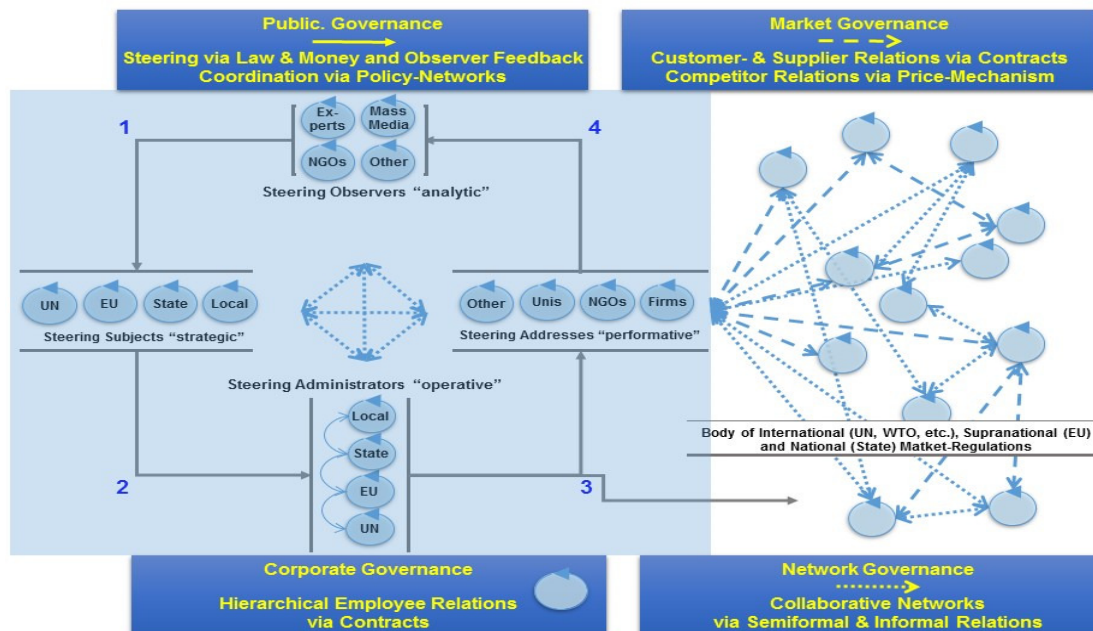 Public. Governance
Steering via Law & Money and Observer Feedback
Coordination via Policy-Networks
Market Governance
Customer- & Supplier Relations via Contracts
Competitor Relations via Price-Mechanism
1
Ex-
perts
Mass
Media
4
NGOs
Other
Steering Observers “analytic”
UN
EU
State
Local
Steering Subjects “strategic”
Other
Unis
NGOs
Firms
Steering Addresses “performative”
Steering Administrators “operative”
Local
State
EU
UN
2
3
Body of International (UN, WTO, etc.), Supranational (EU)
and National (State) Matket-Regulations
Corporate Governance
Hierarchical Employee Relations
via Contracts
Network Governance
Collaborative Networks
via Semiformal & Informal Relations